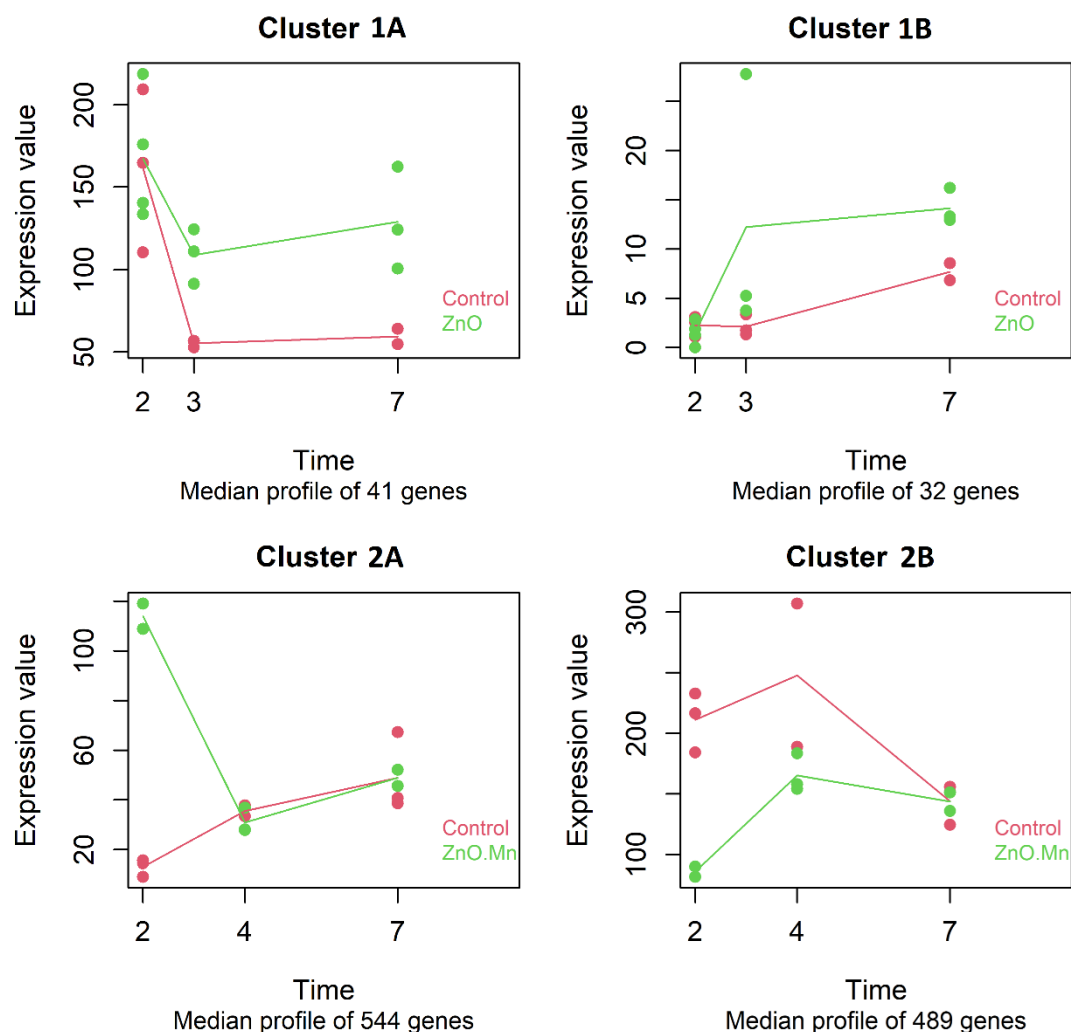 Cluster 1A
Expression value
200
150
100
50
Control
ZnO
2 3 7
Time
Median profile of 41 genes
Cluster 1B
Expression value
20
10
5
0
Control
ZnO
2 3 7
Time
Median profile of 32 genes
Cluster 2A
Expression value
100
60
20
Control
ZnO.Mn
2 4 7
Time
Median profile of 544 genes
Cluster 2B
Expression value
300
200
100
Control
ZnO.Mn
2 4 7
Time
Median profile of 489 genes